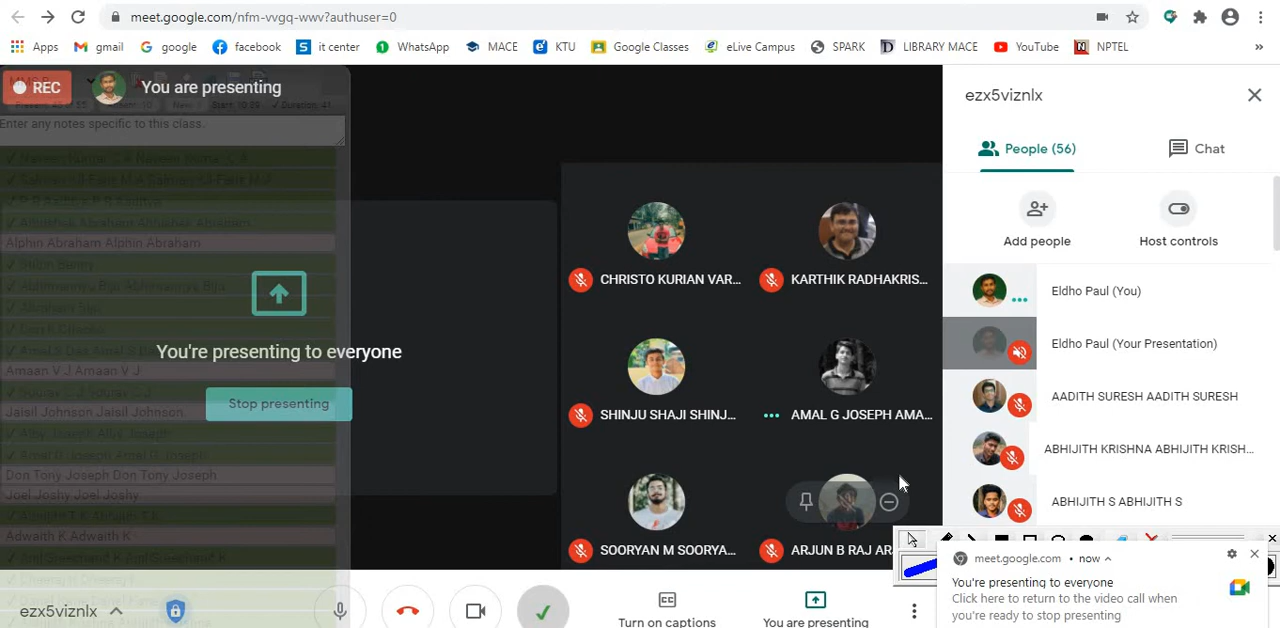 meet.google.com/nfm-vvgq-wwv?authuser=0
Apps gmail google facebook it center WhatsApp MACE KTU Google Classes eLive Campus SPARK LIBRARY MACE YouTube NPTEL »
REC You are presenting
Enter any notes specific to this class.
Alphin Abraham Alphin Abraham
Amaan V J Amaan V J
Jaisil Johnson Jaisil Johnson
Don Tony Joseph Don Tony Joseph
Joel Joshy Joel Joshy
Adwaith K Adwaith K
You're presenting to everyone
Stop presenting
CHRISTO KURIAN VAR... KARTHIK RADHAKRIS...
SHINJU SHAJI SHINJ... AMAL G JOSEPH AMA...
SOORYAN M SOORYA... ARJUN B RAJ AR
ezx5viznlx
People (56) Chat
Add people Host controls
Eldho Paul (You)
Eldho Paul (Your Presentation)
AADITH SURESH AADITH SURESH
ABHIJITH KRISHNA ABHIJITH KRISH...
ABHIJITH S ABHIJITH S
meet.google.com • now
You're presenting to everyone
Click here to return to the video call when
you're ready to stop presenting
ezx5viznlx
Turn on captions You are presenting